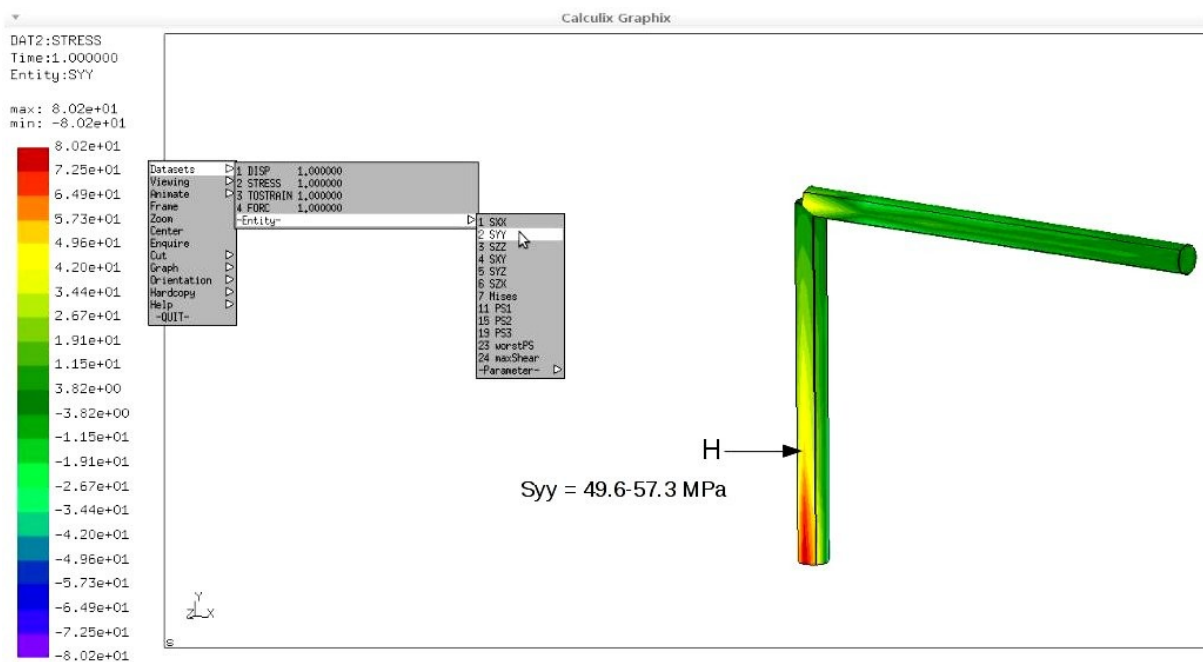 Calculix Graphix
DAT2:STRESS
Time:1.000000
Entity:SYY
max: 8.02e+01
min: -8.02e+01
8.02e+01
7.25e+01
6.49e+01
5.73e+01
4.96e+01
4.20e+01
3.44e+01
2.67e+01
1.91e+01
1.15e+01
3.82e+00
-3.82e+00
-1.15e+01
-1.91e+01
-2.67e+01
-3.44e+01
-4.20e+01
-4.96e+01
-5.73e+01
-6.49e+01
-7.25e+01
-8.02e+01
Datasets
Viewing
Animate
Frame
Zoom
Center
Enquire
Cut
Graph
Orientation
Hardcopy
Help
-QUIT-
1 DISP 1.000000
2 STRESS 1.000000
3 TOSTRAIN 1.000000
4 FORC 1.000000
-Entity-
1 SXX
2 SYY
3 SZZ
4 SXY
5 SYZ
6 SZX
7 Mises
11 PS1
15 PS2
19 PS3
23 worstPS
24 maxShear
-Parameter-
H
Syy = 49.6-57.3 MPa
Y
Z X
s